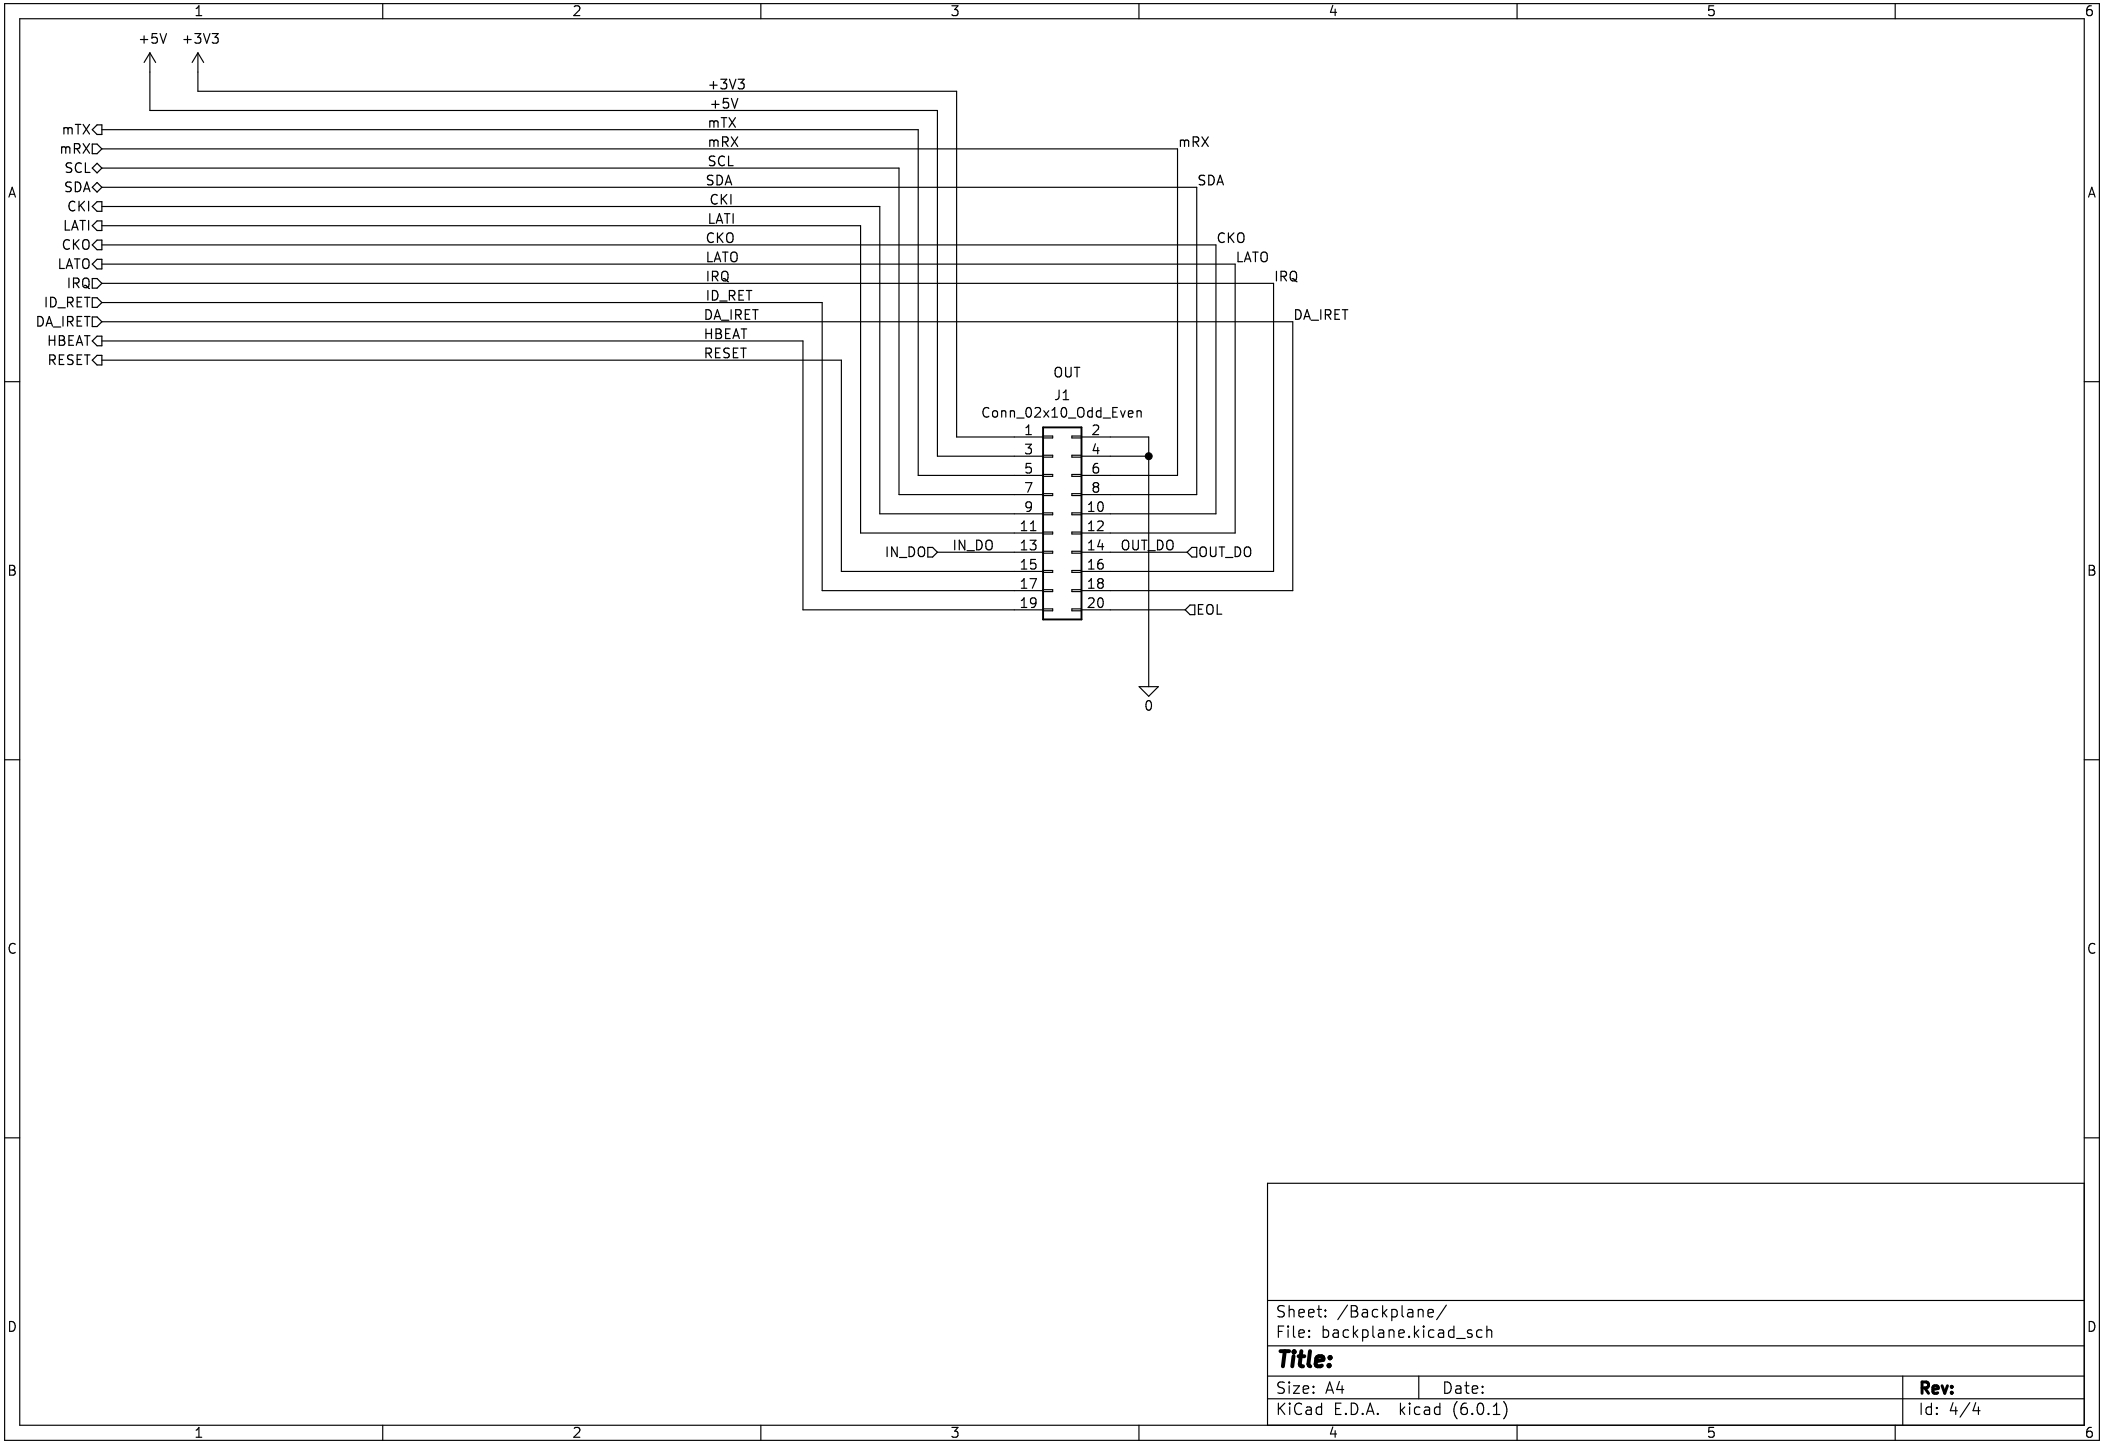 1 2 3 4 5 6
+5V +3V3
+3V3
+5V
mTX mTX
mRX mRX mRX
SCL SCL
SDA SDA SDA
A A
CKI CKI
LATI LATI
CKO CKO CKO
LATO LATO LATO
IRQ IRQ IRQ
ID_RET ID_RET
DA_IRET DA_IRET DA_IRET
HBEAT HBEAT
RESET RESET
OUT
J1
Conn_02x10_Odd_Even
1 2
3 4
5 6
7 8
9 10
11 12
IN_DO IN_DO 13 14 OUT_DO OUT_DO
B 15 16 B
17 18
19 20 EOL
0
C C
Sheet: /Backplane/
D D
File: backplane.kicad_sch
Title:
Size: A4 Date: Rev:
KiCad E.D.A. kicad (6.0.1) Id: 4/4
1 2 3 4 5 6